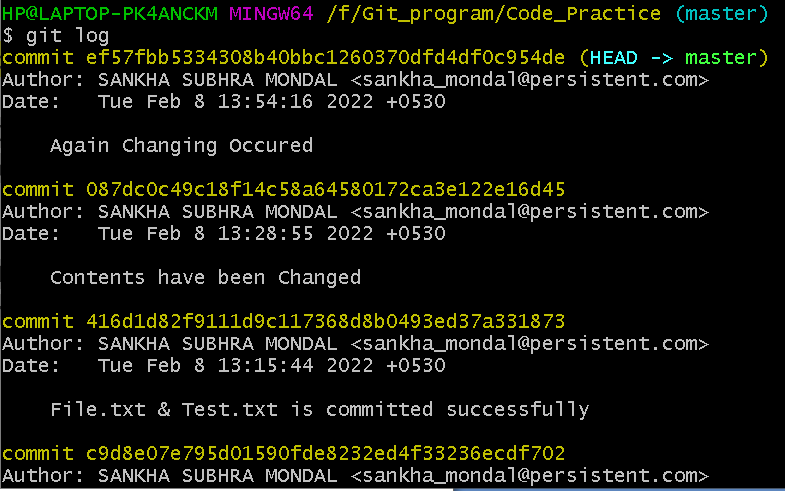 HP@LAPTOP-PK4ANCKM MINGW64 /f/Git_program/Code_Practice (master)
$ git log
commit ef57fbb5334308b40bbc1260370dfd4df0c954de (HEAD -> master)
Author: SANKHA SUBHRA MONDAL <sankha_mondal@persistent.com>
Date:   Tue Feb 8 13:54:16 2022 +0530
    Again Changing Occured
commit 087dc0c49c18f14c58a64580172ca3e122e16d45
Author: SANKHA SUBHRA MONDAL <sankha_mondal@persistent.com>
Date:   Tue Feb 8 13:28:55 2022 +0530
    Contents have been Changed
commit 416d1d82f9111d9c117368d8b0493ed37a331873
Author: SANKHA SUBHRA MONDAL <sankha_mondal@persistent.com>
Date:   Tue Feb 8 13:15:44 2022 +0530
    File.txt & Test.txt is committed successfully
commit c9d8e07e795d01590fde8232ed4f33236ecdf702
Author: SANKHA SUBHRA MONDAL <sankha_mondal@persistent.com>